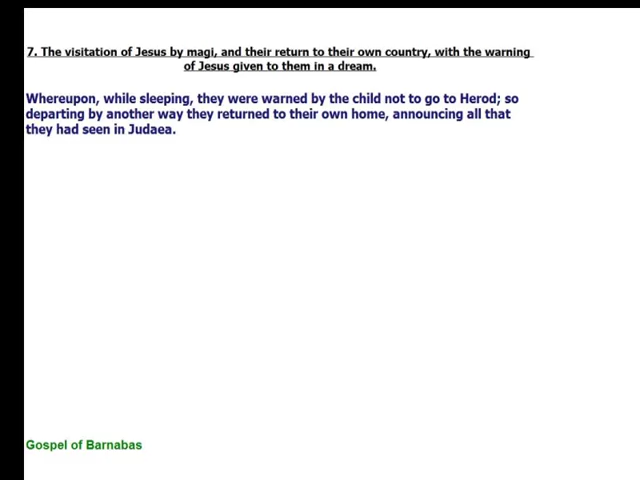 7. The visitation of Jesus by magi, and their return to their own country, with the warning
of Jesus given to them in a dream.
Whereupon, while sleeping, they were warned by the child not to go to Herod; so
departing by another way they returned to their own home, announcing all that
they had seen in Judaea.
Gospel of Barnabas